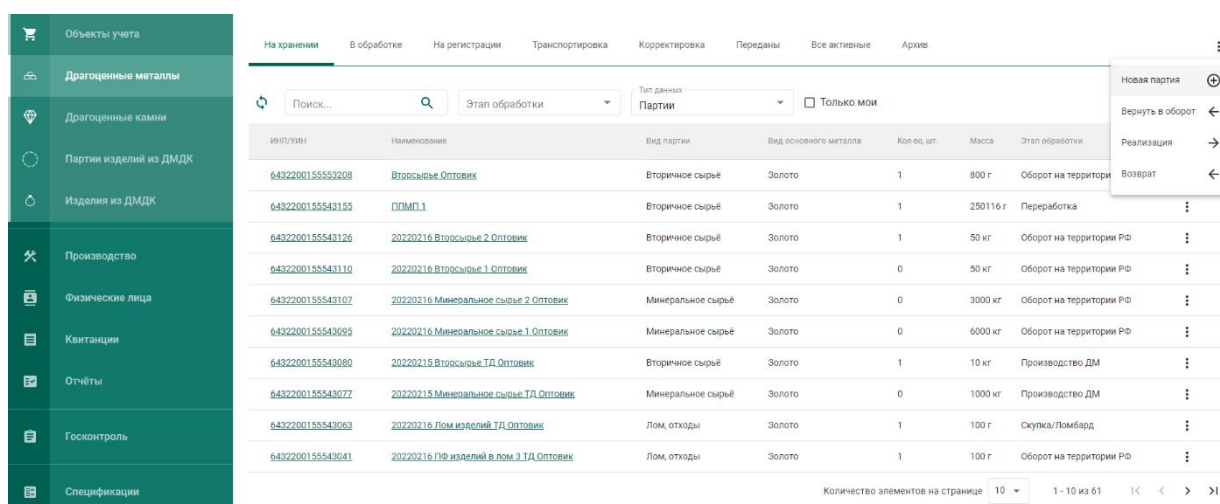 Объекты учета
Драгоценные металлы
Драгоценные камни
Партии изделий из ДМДК
Изделия из ДМДК
Производство
Физические лица
Квитанции
Отчёты
Госконтроль
Спецификации
На хранении В обработке На регистрации Транспортировка Корректировка Переданы Все активные Архив
Новая партия
Вернуть в оборот
Реализация
Возврат
Поиск... Этап обработки Тип данных Партии Только мои
ИНП/УИН Наименование Вид партии Вид основного металла Кол-во, шт. Масса Этап обработки
6432200155553208 Вторсырье Оптовик Вторичное сырьё Золото 1 800 г Оборот на территори
6432200155543155 ППМП 1 Вторичное сырьё Золото 1 250116 г Переработка
6432200155543126 20220216 Вторсырье 2 Оптовик Вторичное сырьё Золото 1 50 кг Оборот на территории РФ
6432200155543110 20220216 Вторсырье 1 Оптовик Вторичное сырьё Золото 0 50 кг Оборот на территории РФ
6432200155543107 20220216 Минеральное сырье 2 Оптовик Минеральное сырьё Золото 0 3000 кг Оборот на территории РФ
6432200155543095 20220216 Минеральное сырье 1 Оптовик Минеральное сырьё Золото 0 6000 кг Оборот на территории РФ
6432200155543080 20220215 Вторсырье ТД Оптовик Вторичное сырьё Золото 1 10 кг Производство ДМ
6432200155543077 20220215 Минеральное сырье ТД Оптовик Минеральное сырьё Золото 0 1000 кг Производство ДМ
6432200155543063 20220216 Лом изделий ТД Оптовик Лом, отходы Золото 1 100 г Скупка/Ломбард
6432200155543041 20220216 ПФ изделий в лом 3 ТД Оптовик Лом, отходы Золото 1 100 г Оборот на территории РФ
Количество элементов на странице 10 1 - 10 из 61